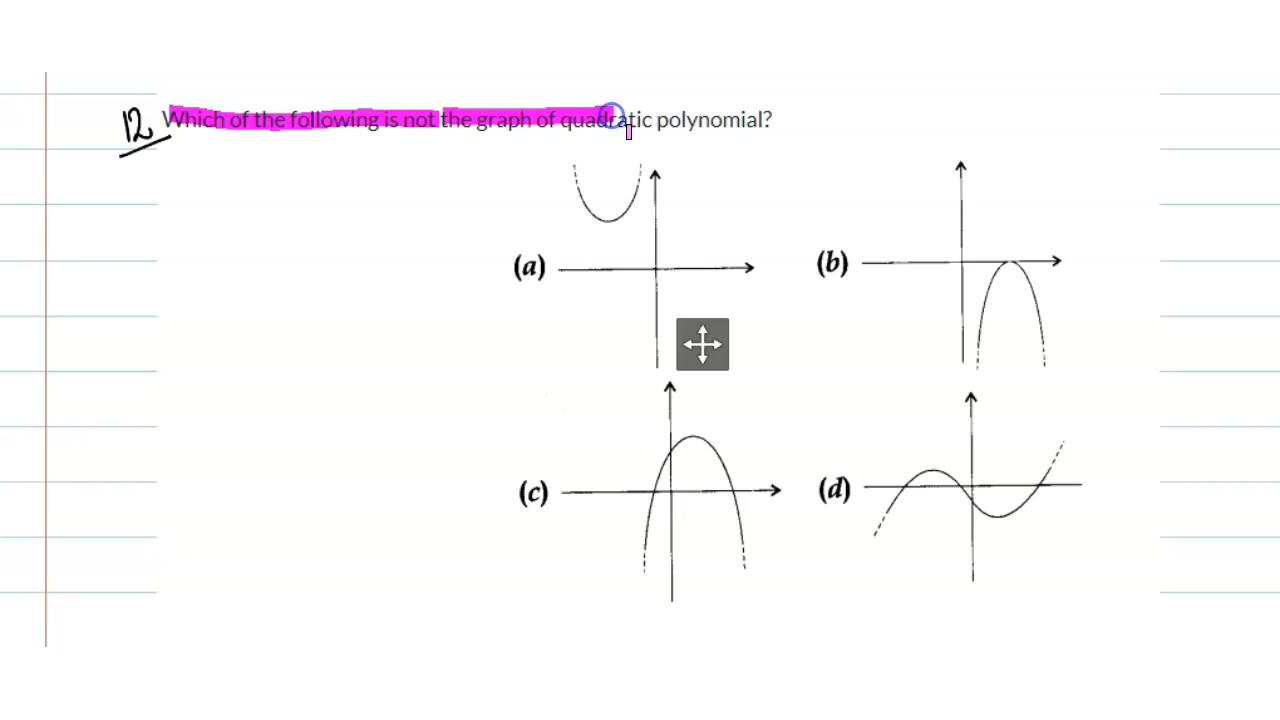 12 Which of the following is not the graph of quadratic polynomial?
(a) (b)
(c) (d)